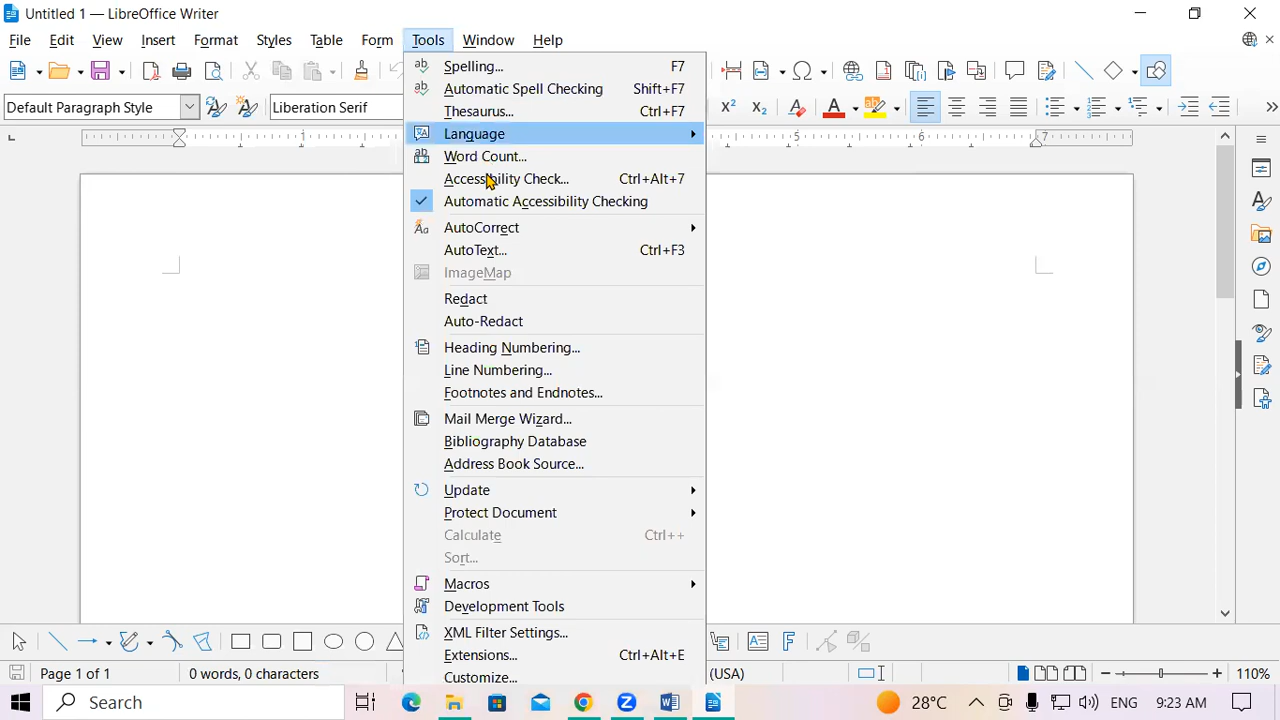 Untitled 1 — LibreOffice Writer
File Edit View Insert Format Styles Table Form Tools Window Help
Default Paragraph Style
Liberation Serif
Spelling... F7
Automatic Spell Checking Shift+F7
Thesaurus... Ctrl+F7
Language
Word Count...
Accessibility Check... Ctrl+Alt+7
Automatic Accessibility Checking
AutoCorrect
AutoText... Ctrl+F3
ImageMap
Redact
Auto-Redact
Heading Numbering...
Line Numbering...
Footnotes and Endnotes...
Mail Merge Wizard...
Bibliography Database
Address Book Source...
Update
Protect Document
Calculate Ctrl++
Sort...
Macros
Development Tools
XML Filter Settings...
Extensions... Ctrl+Alt+E
Customize...
1 5 6 7
Page 1 of 1 0 words, 0 characters (USA) 110%
Search 28°C ENG 9:23 AM